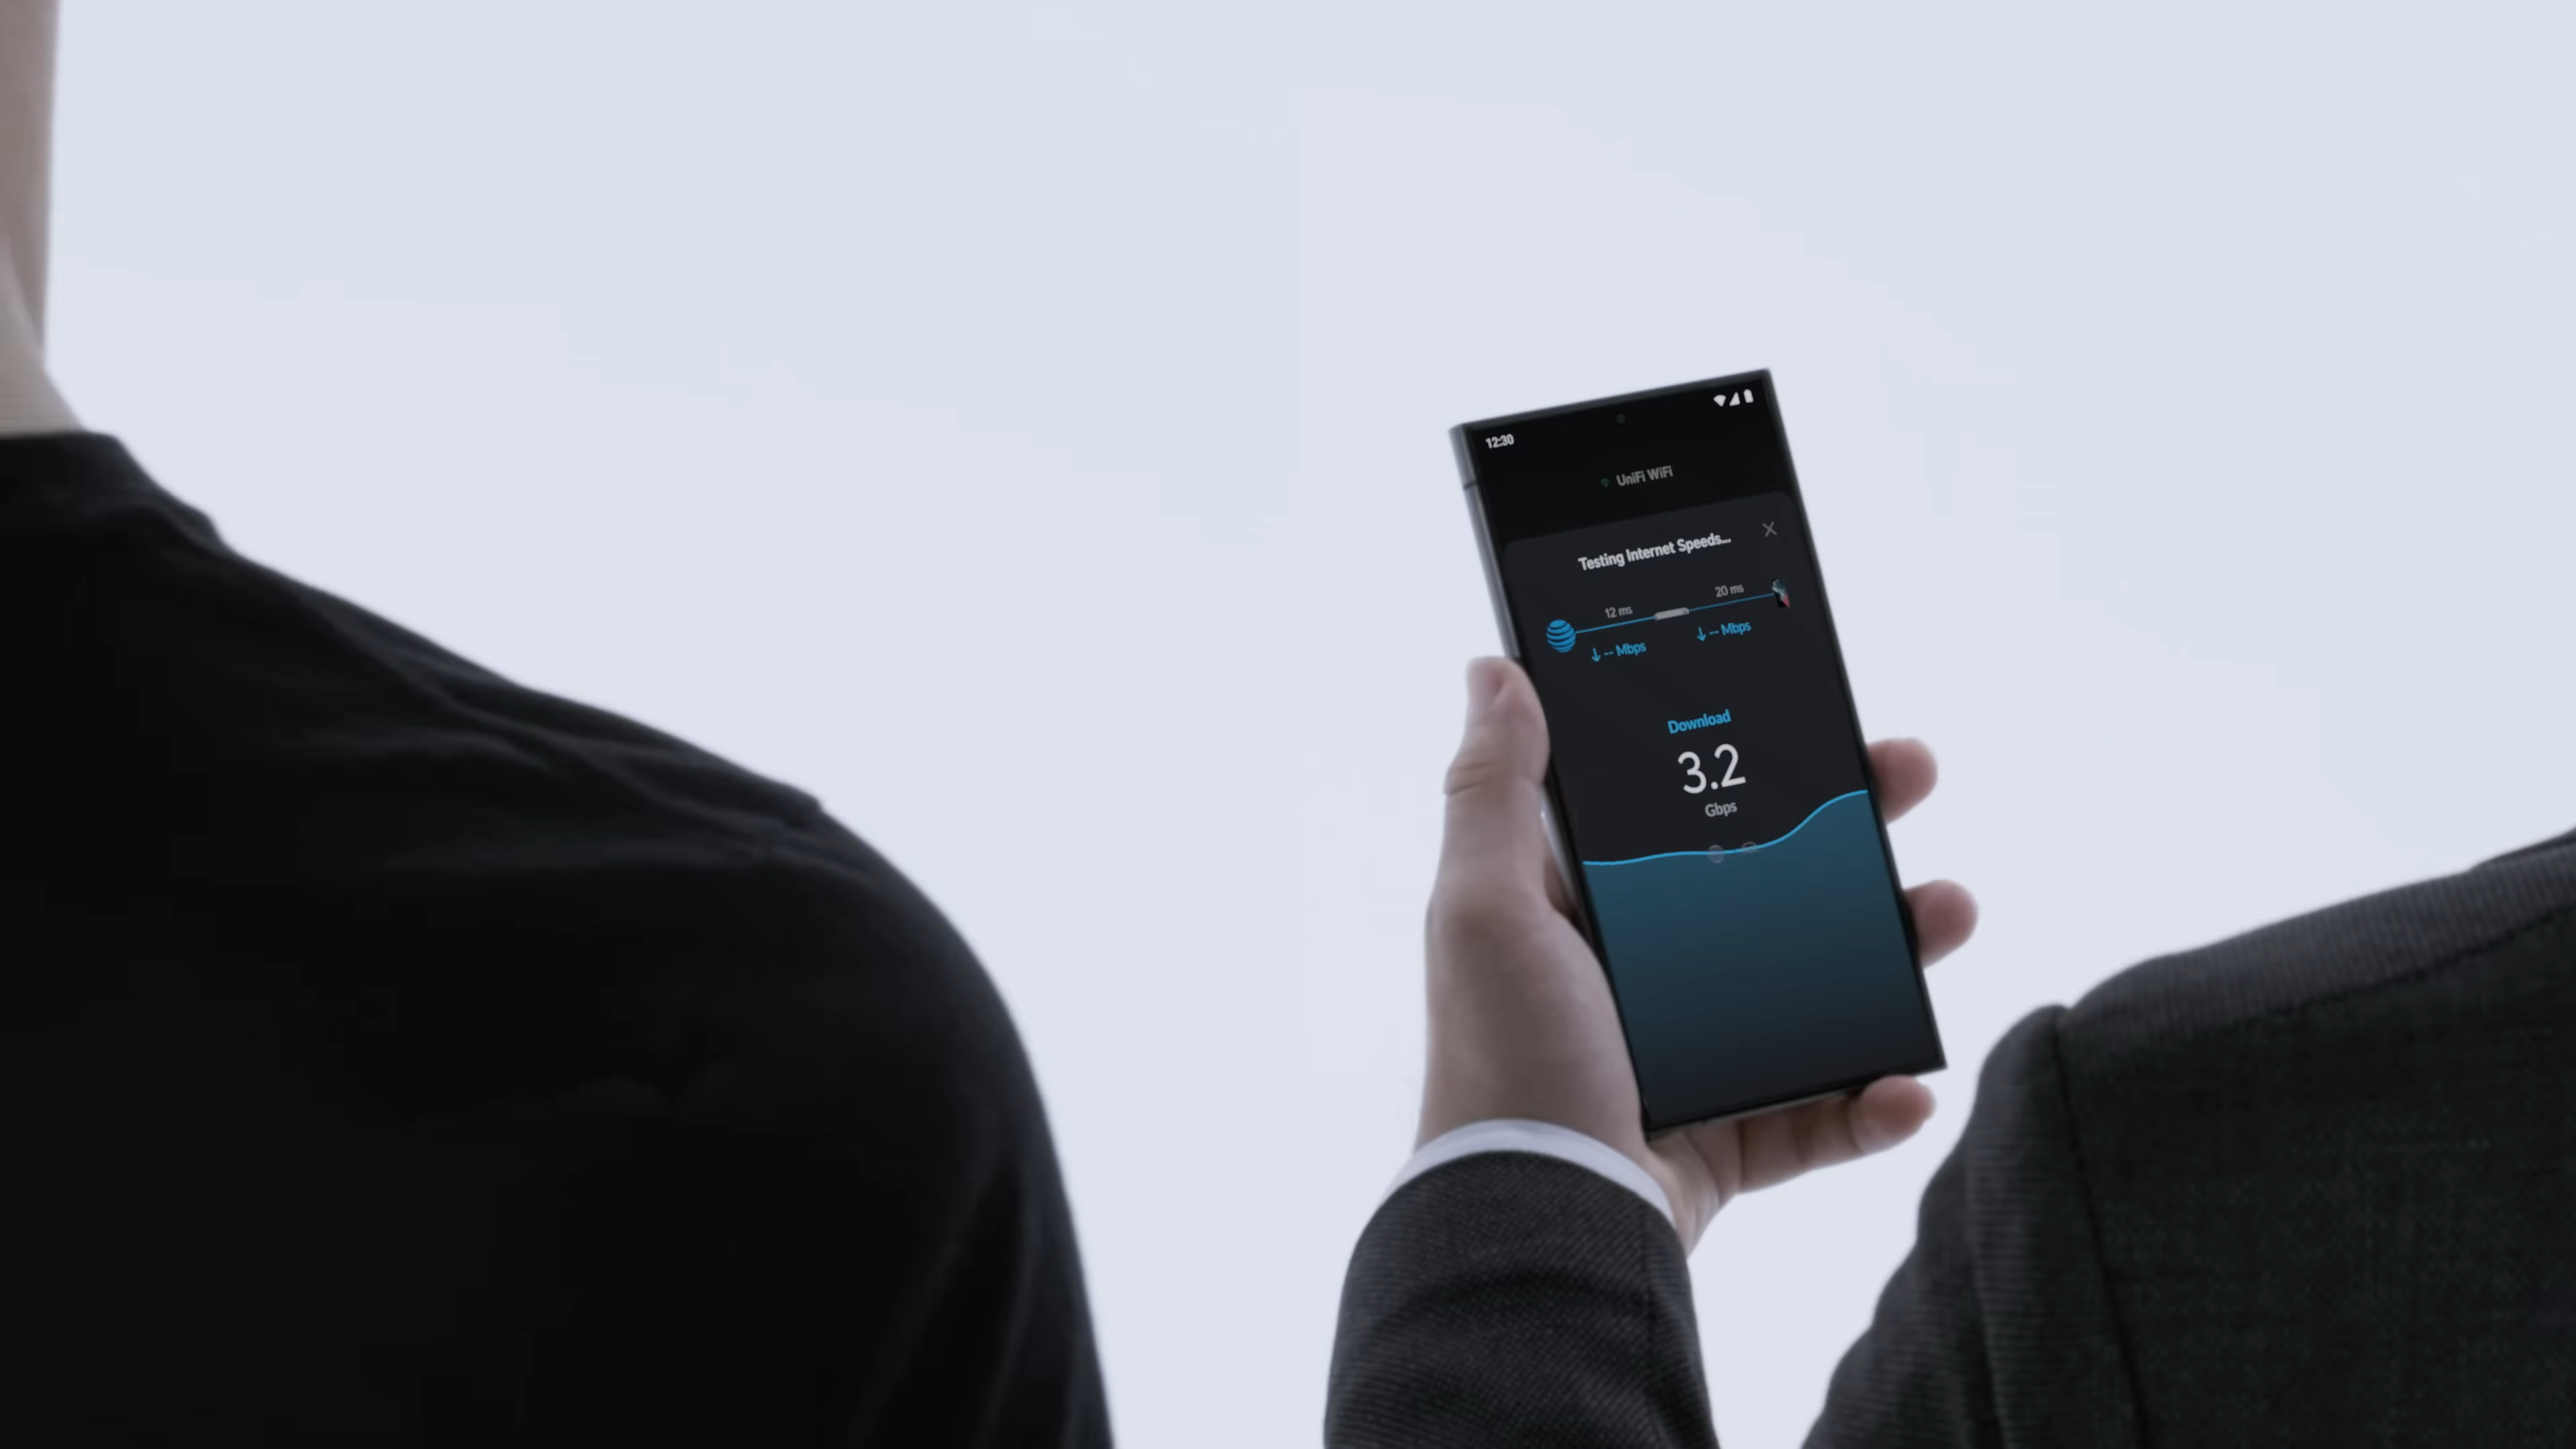 12:30
UniFi WiFi
Testing Internet Speeds...
12 ms
20 ms
↓ -- Mbps
↓ -- Mbps
Download
3.2
Gbps